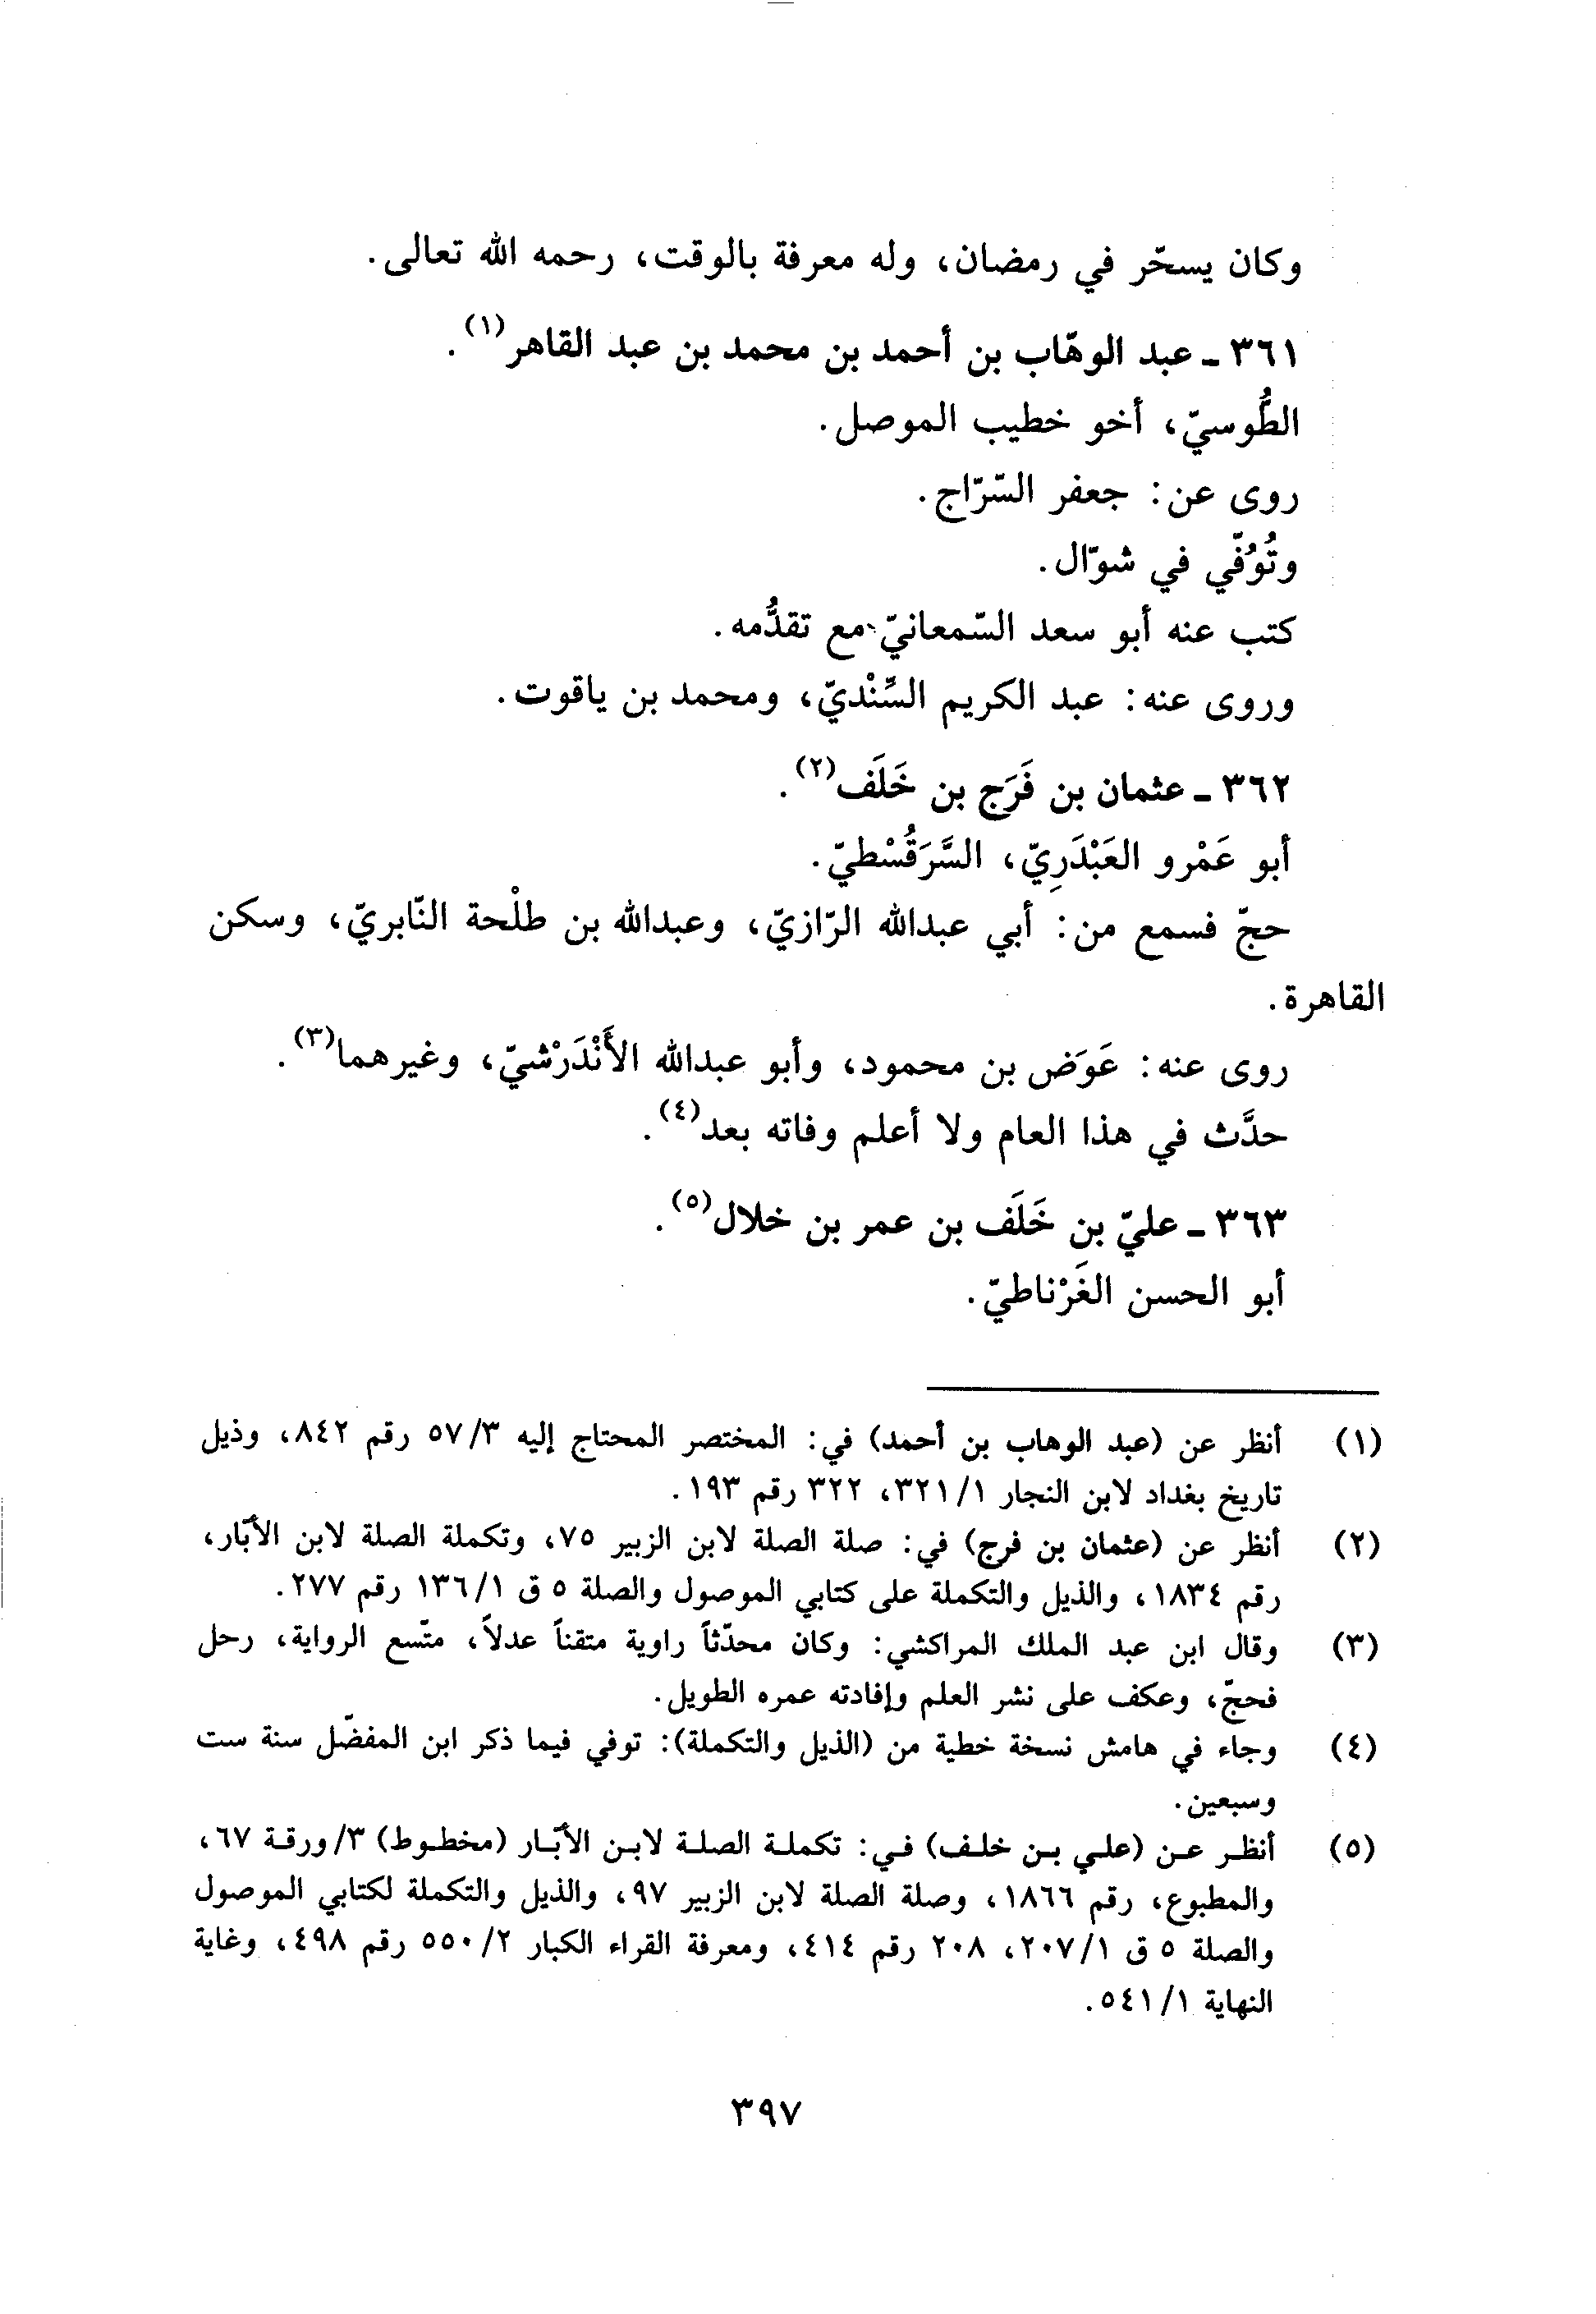 وكان يسحّر في رمضان، وله معرفة بالوقت، رحمه الله تعالى.
٣٦١ ـ عبد الوهّاب بن أحمد بن محمد بن عبد القاهر(١).
الطُّوسيّ، أخو خطيب الموصل.
روى عن: جعفر السّرّاج.
وتُوُفّي في شوّال.
كتب عنه أبو سعد السّمعانيّ مع تقدُّمه.
وروى عنه: عبد الكريم السِّنْديّ، ومحمد بن ياقوت.
٣٦٢ ـ عثمان بن فَرَج بن خَلَف(٢).
أبو عَمْرو العَبْدَرِيّ، السَّرَقُسْطيّ.
حجّ فسمع من: أبي عبدالله الرّازيّ، وعبدالله بن طلْحة النّابريّ، وسكن
القاهرة.
روى عنه: عَوَض بن محمود، وأبو عبدالله الأَنْدَرْشيّ، وغيرهما(٣).
حدَّث في هذا العام ولا أعلم وفاته بعد(٤).
٣٦٣ ـ عليّ بن خَلَف بن عمر بن خلال(٥).
أبو الحسن الغَرْناطيّ.
(١) أنظر عن (عبد الوهاب بن أحمد) في: المختصر المحتاج إليه ٥٧/٣ رقم ٨٤٢، وذيل
تاريخ بغداد لابن النجار ٣٢١/١، ٣٢٢ رقم ١٩٣.
(٢) أنظر عن (عثمان بن فرج) في: صلة الصلة لابن الزبير ٧٥، وتكملة الصلة لابن الأبّار،
رقم ١٨٣٤، والذيل والتكملة على كتابي الموصول والصلة ٥ ق ١٣٦/١ رقم ٢٧٧.
(٣) وقال ابن عبد الملك المراكشي: وكان محدّثاً راوية متقناً عدلاً، متّسع الرواية، رحل
فحجّ، وعكف على نشر العلم وإفادته عمره الطويل.
(٤) وجاء في هامش نسخة خطية من (الذيل والتكملة): توفي فيما ذكر ابن المفضّل سنة ست
وسبعين.
(٥) أنظر عن (علي بن خلف) في: تكملة الصلة لابن الأبّار (مخطوط) ٣/ورقة ٦٧،
والمطبوع، رقم ١٨٦٦، وصلة الصلة لابن الزبير ٩٧، والذيل والتكملة لكتابي الموصول
والصلة ٥ ق ٢٠٧/١، ٢٠٨ رقم ٤١٤، ومعرفة القراء الكبار ٥٥٠/٢ رقم ٤٩٨، وغاية
النهاية ٥٤١/١.
٣٩٧